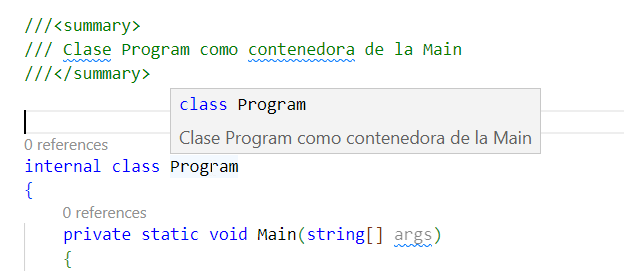 ///<summary>
/// Clase Program como contenedora de la Main
///</summary>
class Program
Clase Program como contenedora de la Main
0 references
internal class Program
{
0 references
private static void Main(string[] args)
{